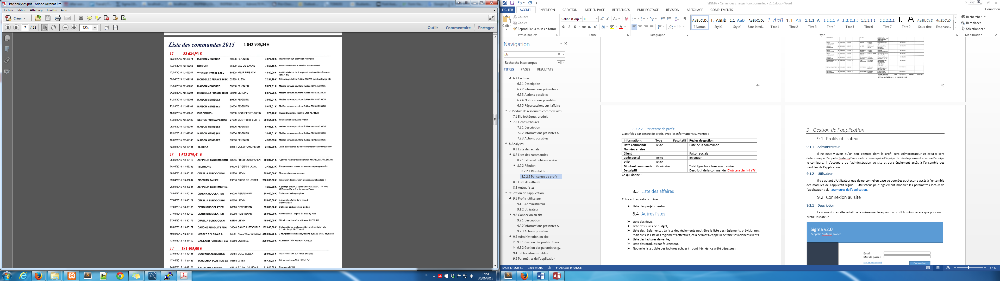 Liste analyses.pdf - Adobe Acrobat Pro
Fichier Edition Affichage Fenêtre Aide
Créer
7 / 18 75% Outils Commentaire Partager
Liste des commandes 2015 1 843 905,34 €
12 88 624,93 €
30/04/2015 12-42374 MAISON MENISSEZ 59606 FEIGNIES 4 677,50 € Intervention d'un technicien Allemand
17/04/2015 12-42363 NORPAIN 76890 VAL DE SAANE 7 857,15 € Fourniture matière et location poste à souder
17/04/2015 12-42257 WRIGLEY France S.N.C 68600 NEUF BRISACH 1 850,00 € Audit installation de dosage automatique Gum Base sur
ligne 1 et 2
09/04/2015 12-42134 MONDELEZ FRANCE BISC 02480 JUSSY 7 254,29 € Démontage du fond fluidisé FB1585 avant nettoyage silo
01/04/2015 12-42236 MAISON MENISSEZ 59606 FEIGNIES 5 672,01 € Matière poreuse pour fond fluidisé FB 1585/230/35°
31/03/2015 12-42294 MONDELEZ FRANCE BISC 02140 VERVINS 3 676,25 € Matière poreuse pour fond fluidisé FB 1585/230/35°
31/03/2015 12-42308 MAISON MENISSEZ 59606 FEIGNIES 3 952,01 € Matière poreuse pour fond fluidisé FB 1585/230/35°
23/03/2015 12-42184 MAISON MENISSEZ 59606 FEIGNIES 5 672,01 € Matière poreuse pour fond fluidisé FB 1585/230/35°
18/03/2015 12-42243 EURODOUGH 39700 ROCHEFORT SUR N 979,40 € Raccord tuyauterie ID080.3 L150 AL / NBR
17/03/2015 12-42139 NESTLE PURINA PETCAR 27290 MONTFORT-SUR-RI 30 954,60 € Fourniture de tuyauterie Premix
09/03/2015 12-42307 MAISON MENISSEZ 59606 FEIGNIES 5 403,87 € Matière poreuse pour fond fluidisé FB 1585/230/35°
25/02/2015 12-42303 MAISON MENISSEZ 59606 FEIGNIES 3 952,01 € Matière poreuse pour fond fluidisé FB 1585/230/35°
13/02/2015 12-42185 MAISON MENISSEZ 59606 FEIGNIES 4 323,83 € Matière poreuse pour fond fluidisé FB 1585/230/35°
12/02/2015 12-42181 BLEDINA 69654 VILLEFRANCHE SU 2 400,00 € Jours d'assistance au fonctionnement de votre installation
13 1 573 875,41 €
05/05/2015 13-42418 ZEPPELIN SYSTEMS GMB 88045 FRIEDRICHSHAFEN 69 598,71 € 'Controls Hardware and Software MICHELIN KARLSRUHE
28/04/2015 13-42393 TECHNORD 69230 ST GENIS LAVAL 2 423,82 € Remplacement moteur surpresseur dépotage camion
10/04/2015 13-30168 CERELIA EURODOUGH 62800 LIEVIN 85 000,00 € Mise en place surpresseurs
09/04/2015 13-30034 BISCUITS PANIER 29510 BRIEC DE L'ODET 260 000,00 € Installation de rénovation process gaufrettes labo 1
08/04/2015 13-42341 ZEPPELIN SYSTEMS Fran 4 252,88 € Aiguillage pneum. 2 voies -DN110A 24VDC AV Inox
Z22 ; avec EV et fins de course Festo
08/04/2015 13-30161 CEMOI CHOCOLATIER 66000 PERPIGNAN 58 000,00 € Station de décharge agitée
07/04/2015 13-30179 CERELIA EURODOUGH 62800 LIEVIN 25 000,00 € Alimentation farine ligne pizza 2
Site de Liévin
07/04/2015 13-30165 CEMOI CHOCOLATIER 66000 PERPIGNAN 69 600,00 € Station de déchargement big-bag
07/04/2015 13-30160 CEMOI CHOCOLATIER 66000 PERPIGNAN 58 000,00 € Alimentation L1 depuis S1 avec By Pass
27/03/2015 13-30176 CERELIA EURODOUGH 62800 LIEVIN 45 000,00 € Filtration haut de silos intérieurs TI1 TI2 TI3
23/02/2015 13-30172 DANONE PRODUITS FRAI 38540 SAINT JUST CHALE 182 000,00 € Station vidange big-bag amidon et alimentation silo
21T51 - Projet PROTHEUS
19/01/2015 13-30169 NESTLE POLSKA S.A 55-08 Nowa Wies Wroclaws 515 000,00 € 2 new production lines dry feeding systems with 2 flour silos
13/01/2015 13-41112 GAILLARD PÂTISSIER S.A 56509 LOCMINE 200 000,00 € ALIMENTATION PETRIN TONELLI
14 181 405,00 €
23/03/2015 14-42135 BOUVARD ALINA DOLE 39101 DOLE CEDEX 39 000,00 € Installation filtres sur 3 silos existants
17/03/2015 14-41445 SCHULMAN PLASTICS SA 08600 GIVET 15 420,00 € Ecluse rotative AGSX 250/9,5 CC
24/02/2015 14-42173 J.M TECHNOLOGIES 43620 ST PAL DE MONS 61 920,00 € Chargeurs SFG6
SIGMA - Cahier des charges fonctionnelles - v1.0.docx - Word
FICHIER ACCUEIL INSERTION CRÉATION MISE EN PAGE RÉFÉRENCES PUBLIPOSTAGE RÉVISION AFFICHAGE COMPLÉMENTS Connexion
Coller Couper
Copier
Reproduire la mise en forme
Presse-papiers
Calibri (Corp 11
Police
Paragraphe
¶ Normal Style1 Style4 Sans interl... Titre 1 Titre 2 Titre 3 Titre 4 Titre 5 Titre 6 Titre 7 Titre 0 Sous-titre Emphase...
Style
Rechercher
Remplacer
Sélectionner
Modification
Navigation
plz
Recherche interrompue
TITRES PAGES RÉSULTATS
6.7 Factures
6.7.1 Description
6.7.2 Informations présentes s...
6.7.3 Actions possibles
6.7.4 Notifications possibles
6.7.5 Répercussions sur l'affaire
7 Module de ressources commerciales
7.1 Bibliothèques produit
7.2 Fiches d'heures
7.2.1 Description
7.2.2 Informations présentes s...
7.2.3 Actions possibles
8 Analyses
8.1 Liste des achats
8.2 Liste des commandes
8.2.1 Filtres et critères de sélec...
8.2.2 Résultat
8.2.2.1 Résultat brut
8.2.2.2 Par centre de profit
8.3 Liste des affaires
8.4 Autres listes
9 Gestion de l'application
9.1 Profils utilisateur
9.1.1 Administrateur
9.1.2 Utilisateur
9.2 Connexion au site
9.2.1 Description
9.2.2 Informations présentes s...
9.2.3 Actions possibles
9.3 Administration du site
9.3.1 Gestion des profils Utilisa...
9.3.2 Gestion des paramètres g...
9.4 Tables administrables
9.5 Paramètres de l'application
44
TOTAL LIGNE
TOTAL GENERAL : 2 182 012,18 €
45
8.2.2.2 Par centre de profit
Classifiées par centre de profit, avec les informations suivantes :
Informations Type Facultatif Règles de gestion
Date commande Texte Date de la commande
Numéro affaire
Client Raison sociale
Code postal Texte En entier
Ville Texte
Montant commande Monétaire Total ligne hors taxe avec remise
Descriptif Descriptif de la commande. D'où cela vient-il ???
Ce qui donne :
8.3 Liste des affaires
Entre autres, selon critères :
➤ Liste des projets perdus
8.4 Autres listes
➤ Liste des devis,
➤ Liste des suivis de budget,
➤ Liste des règlements : La liste des règlements peut être la liste des règlements prévisionnels
mais aussi la liste des règlements effectués, cela permet à Zeppelin de faire ses relances clients.
➤ Liste des factures de vente,
➤ Liste des produits par fournisseur,
➤ Nouvelle liste : Liste des factures échues (= dont l'échéance a été dépassée).
9 Gestion de l'application
9.1 Profils utilisateur
9.1.1 Administrateur
Il ne peut y avoir qu'un seul compte dont le profil sera Administrateur et celui-ci sera
déterminé par Zeppelin Systems France et communiqué à l'équipe de développement afin que l'équipe
le configure. Il s'occupera de l'administration du site et aura également accès à l'ensemble des
modules de l'application.
9.1.2 Utilisateur
Il y a autant d'Utilisateur que de personnel en base de données et chacun a accès à l'ensemble
des modules de l'applicatif Sigma. L'Utilisateur peut également modifier les paramètres locaux de
l'application : cf. Paramètres de l'application.
9.2 Connexion au site
9.2.1 Description
La connexion au site se fait de la même manière pour un profil Administrateur que pour un
profil Utilisateur.
Sigma v2.0
Zeppelin Systems France
Email :
Mot de passe :
Mot de passe oublié
Connexion
PAGE 47 SUR 51 9216 MOTS FRANÇAIS (FRANCE) 87 %
FR 15:51
30/06/2015